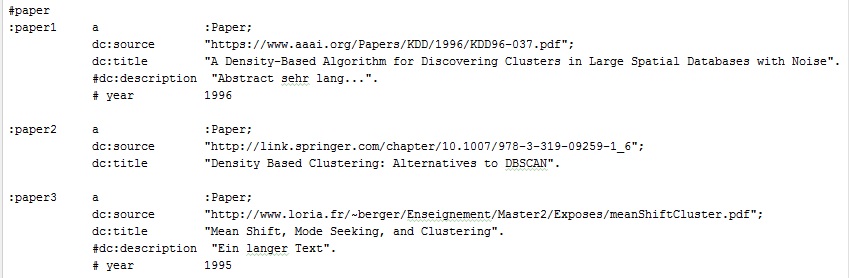 #paper
:paper1 a :Paper;
dc:source "https://www.aaai.org/Papers/KDD/1996/KDD96-037.pdf";
dc:title "A Density-Based Algorithm for Discovering Clusters in Large Spatial Databases with Noise".
#dc:description "Abstract sehr lang...".
# year 1996
:paper2 a :Paper;
dc:source "http://link.springer.com/chapter/10.1007/978-3-319-09259-1_6";
dc:title "Density Based Clustering: Alternatives to DBSCAN".
:paper3 a :Paper;
dc:source "http://www.loria.fr/~berger/Enseignement/Master2/Exposes/meanShiftCluster.pdf";
dc:title "Mean Shift, Mode Seeking, and Clustering".
#dc:description "Ein langer Text".
# year 1995